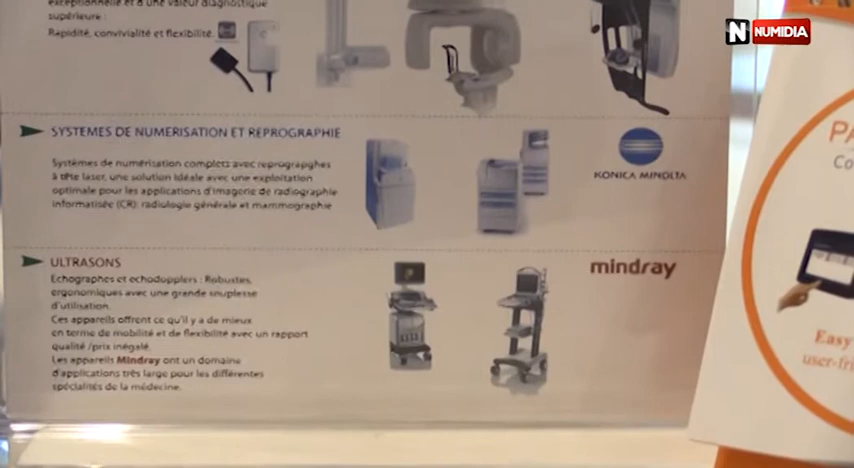 exceptionnelle et à une valeur diagnostique
supérieure :
Rapidité, convivialité et flexibilité.
N NUMIDIA
SYSTEMES DE NUMERISATION ET REPROGRAPHIE
Systèmes de numérisation complets avec reprograpghes
à tête laser, une solution idéale avec une exploitation
optimale pour les applications d'imagerie de radiographie
informatisée (CR): radiologie générale et mammographie
KONICA MINOLTA
ULTRASONS
Echographes et echodopplers : Robustes,
ergonomiques avec une grande souplesse
d'utilisation.
Ces appareils offrent ce qu'il y a de mieux
en terme de mobilité et de flexibilité avec un rapport
qualité /prix inégalé.
Les appareils Mindray ont un domaine
d'applications très large pour les différentes
spécialités de la médecine.
mindray
PA
Co
Easy
user-fri